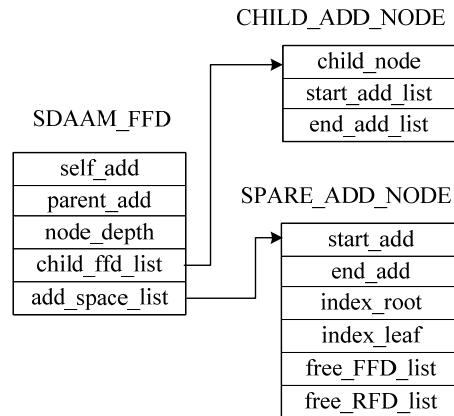 CHILD_ADD_NODE
child_node
start_add_list
end_add_list
SDAAM_FFD
self_add
parent_add
node_depth
child_ffd_list
add_space_list
SPARE_ADD_NODE
start_add
end_add
index_root
index_leaf
free_FFD_list
free_RFD_list